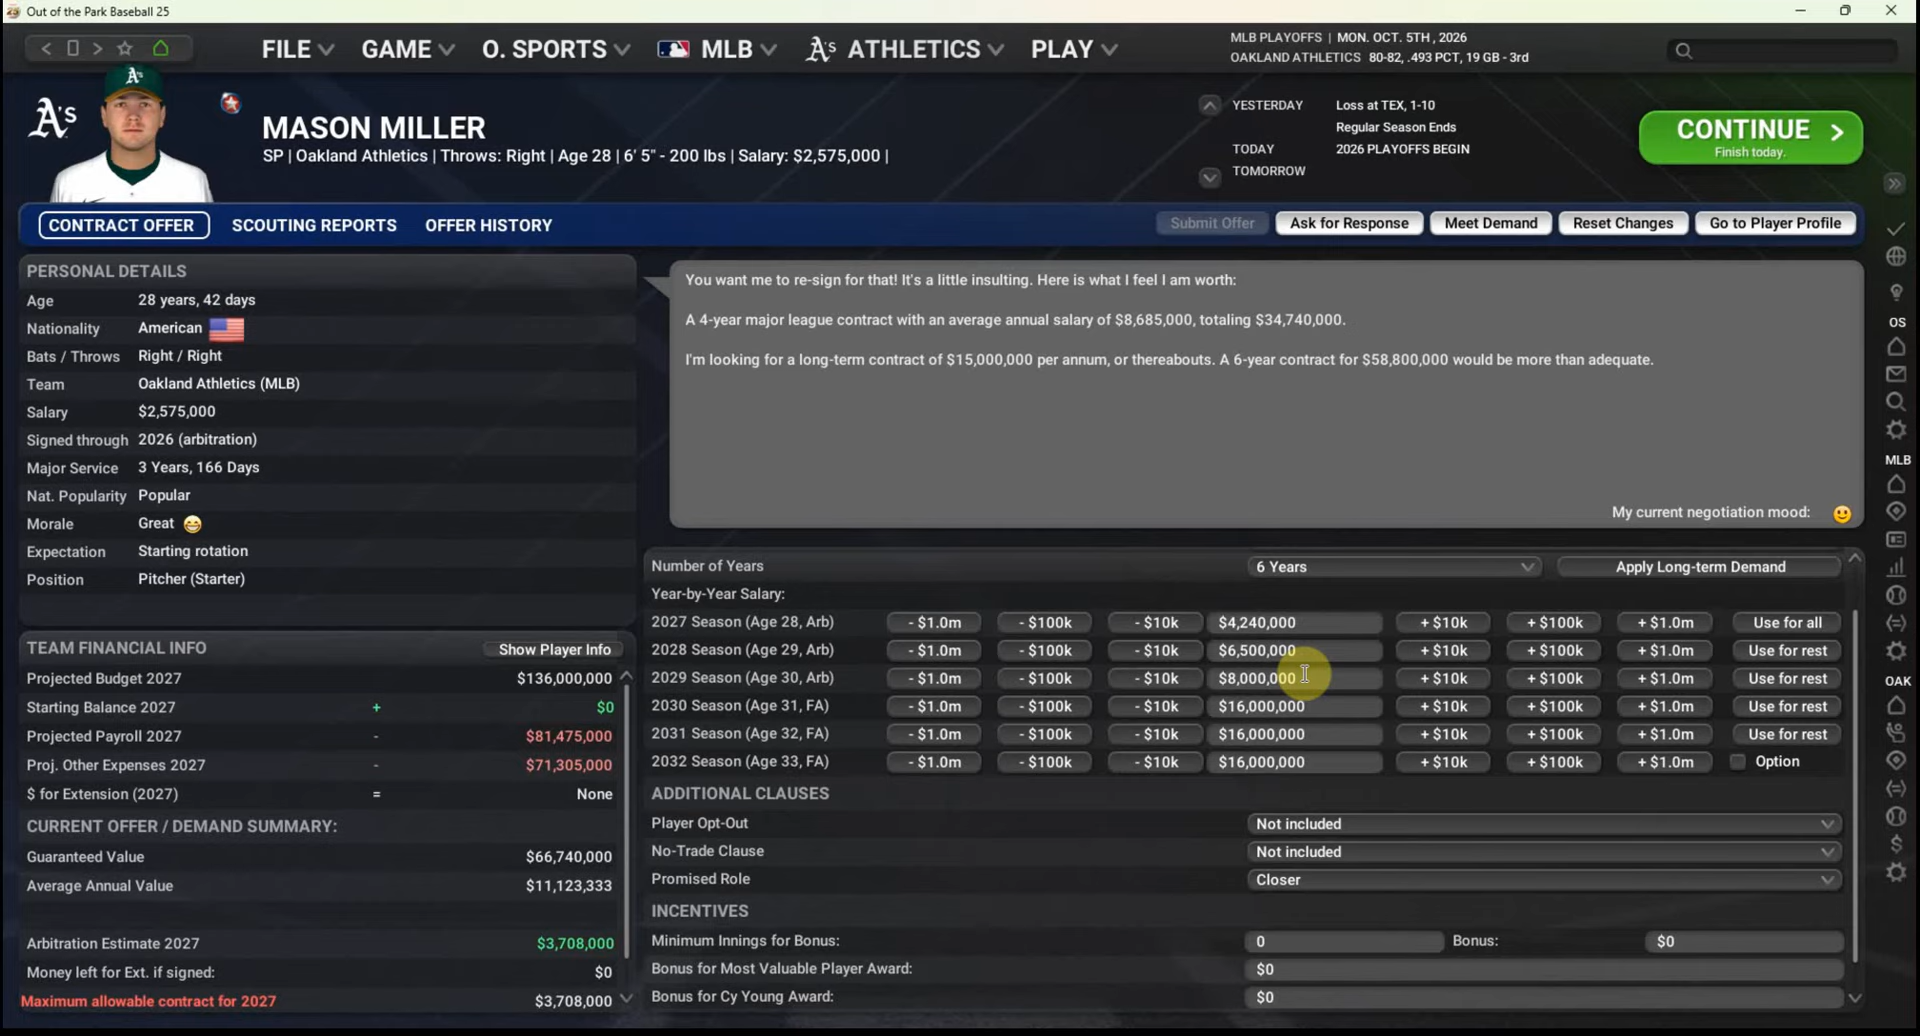 Out of the Park Baseball 25
FILE GAME O. SPORTS MLB A's ATHLETICS PLAY
MLB PLAYOFFS | MON. OCT. 5TH , 2026
OAKLAND ATHLETICS 80-82, .493 PCT, 19 GB - 3rd
A's
A's
MASON MILLER
SP | Oakland Athletics | Throws: Right | Age 28 | 6' 5" - 200 lbs | Salary: $2,575,000 |
YESTERDAY Loss at TEX, 1-10
Regular Season Ends
TODAY 2026 PLAYOFFS BEGIN
TOMORROW
CONTINUE
Finish today.
CONTRACT OFFER SCOUTING REPORTS OFFER HISTORY
Submit Offer Ask for Response Meet Demand Reset Changes Go to Player Profile
PERSONAL DETAILS
Age 28 years, 42 days
Nationality American
Bats / Throws Right / Right
Team Oakland Athletics (MLB)
Salary $2,575,000
Signed through 2026 (arbitration)
Major Service 3 Years, 166 Days
Nat. Popularity Popular
Morale Great
Expectation Starting rotation
Position Pitcher (Starter)
You want me to re-sign for that! It's a little insulting. Here is what I feel I am worth:
A 4-year major league contract with an average annual salary of $8,685,000, totaling $34,740,000.
I'm looking for a long-term contract of $15,000,000 per annum, or thereabouts. A 6-year contract for $58,800,000 would be more than adequate.
My current negotiation mood:
TEAM FINANCIAL INFO Show Player Info
Projected Budget 2027 $136,000,000
Starting Balance 2027 + $0
Projected Payroll 2027 - $81,475,000
Proj. Other Expenses 2027 - $71,305,000
$ for Extension (2027) = None
CURRENT OFFER / DEMAND SUMMARY:
Guaranteed Value $66,740,000
Average Annual Value $11,123,333
Arbitration Estimate 2027 $3,708,000
Money left for Ext. if signed: $0
Maximum allowable contract for 2027 $3,708,000
Number of Years 6 Years Apply Long-term Demand
Year-by-Year Salary:
2027 Season (Age 28, Arb) - $1.0m - $100k - $10k $4,240,000 + $10k + $100k + $1.0m Use for all
2028 Season (Age 29, Arb) - $1.0m - $100k - $10k $6,500,000 + $10k + $100k + $1.0m Use for rest
2029 Season (Age 30, Arb) - $1.0m - $100k - $10k $8,000,000 + $10k + $100k + $1.0m Use for rest
2030 Season (Age 31, FA) - $1.0m - $100k - $10k $16,000,000 + $10k + $100k + $1.0m Use for rest
2031 Season (Age 32, FA) - $1.0m - $100k - $10k $16,000,000 + $10k + $100k + $1.0m Use for rest
2032 Season (Age 33, FA) - $1.0m - $100k - $10k $16,000,000 + $10k + $100k + $1.0m Option
ADDITIONAL CLAUSES
Player Opt-Out Not included
No-Trade Clause Not included
Promised Role Closer
INCENTIVES
Minimum Innings for Bonus: 0 Bonus: $0
Bonus for Most Valuable Player Award: $0
Bonus for Cy Young Award: $0
OS
MLB
OAK